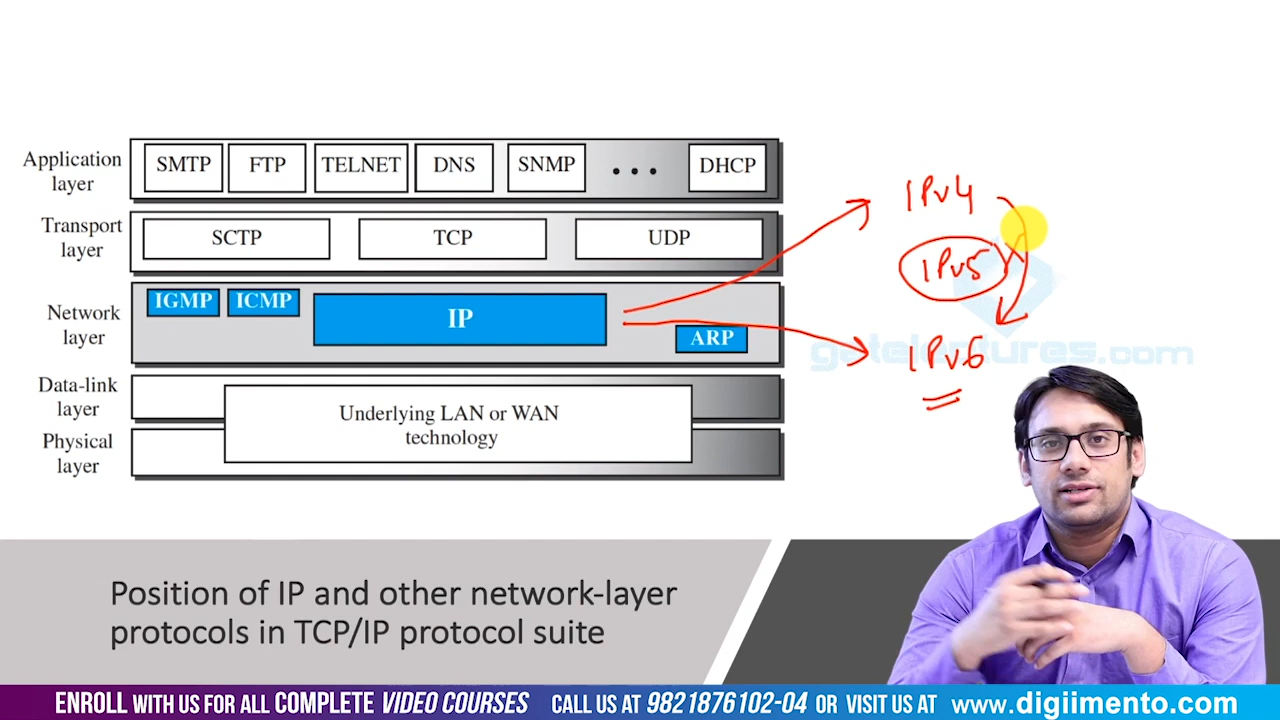 Application
layer
SMTP
FTP
TELNET
DNS
SNMP
• • •
DHCP
Transport
layer
SCTP
TCP
UDP
Network
layer
IGMP
ICMP
IP
ARP
Data-link
layer
Physical
layer
Underlying LAN or WAN
technology
IPv4
IPv5
IPv6
getelectures.com
Position of IP and other network-layer
protocols in TCP/IP protocol suite
ENROLL WITH US FOR ALL COMPLETE VIDEO COURSES CALL US AT 9821876102-04 OR VISIT US AT www.digiimento.com